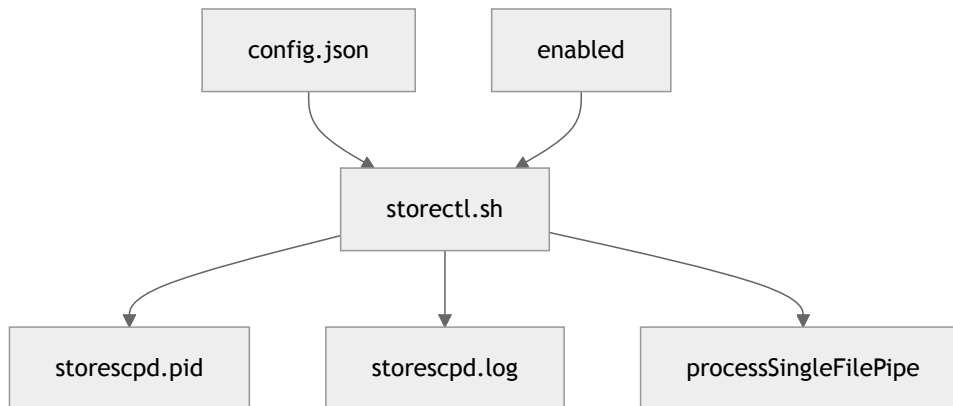 config.json
enabled
storectl.sh
storescpd.pid
storescpd.log
processSingleFilePipe